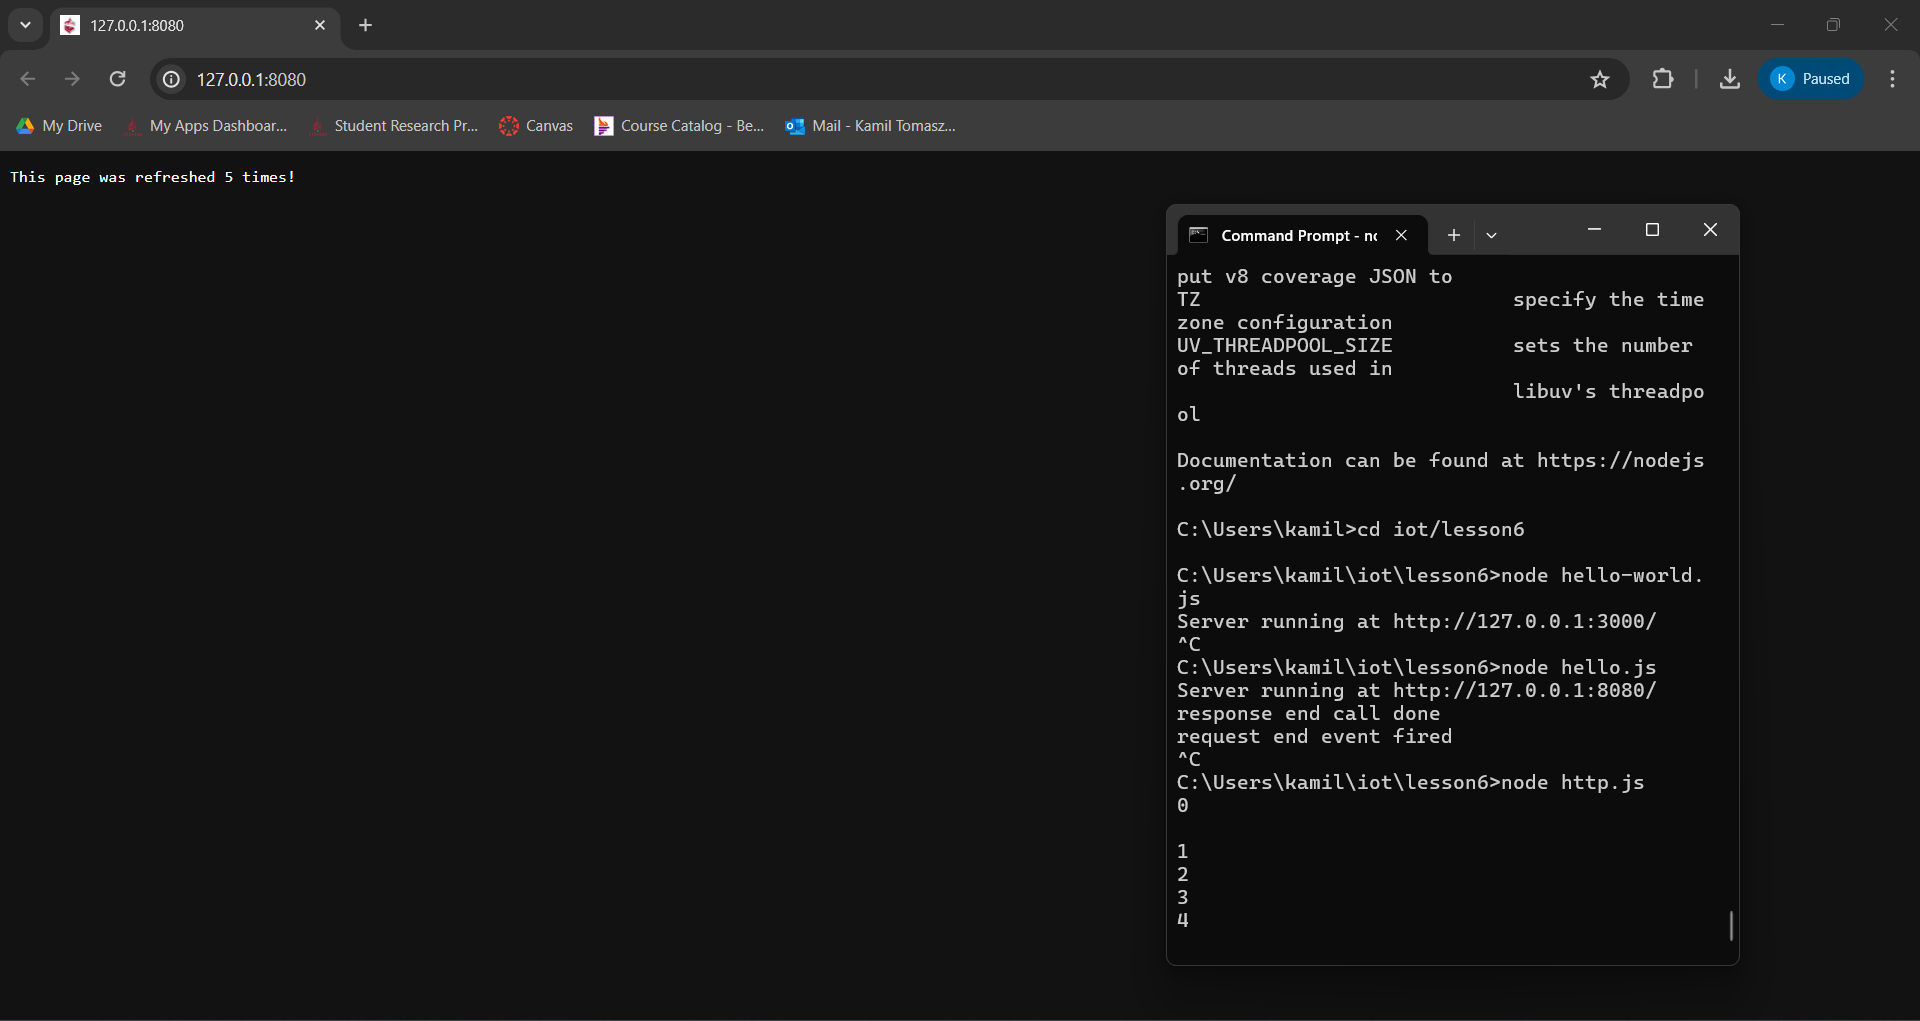 127.0.0.1:8080
127.0.0.1:8080
K Paused
My Drive My Apps Dashboar... Student Research Pr... Canvas Course Catalog - Be... Mail - Kamil Tomasz...
This page was refreshed 5 times!
Command Prompt - no
put v8 coverage JSON to
TZ specify the time
zone configuration
UV_THREADPOOL_SIZE sets the number
of threads used in
libuv's threadpo
ol
Documentation can be found at https://nodejs
.org/
C:\Users\kamil>cd iot/lesson6
C:\Users\kamil\iot\lesson6>node hello-world.
js
Server running at http://127.0.0.1:3000/
^C
C:\Users\kamil\iot\lesson6>node hello.js
Server running at http://127.0.0.1:8080/
response end call done
request end event fired
^C
C:\Users\kamil\iot\lesson6>node http.js
0
1
2
3
4